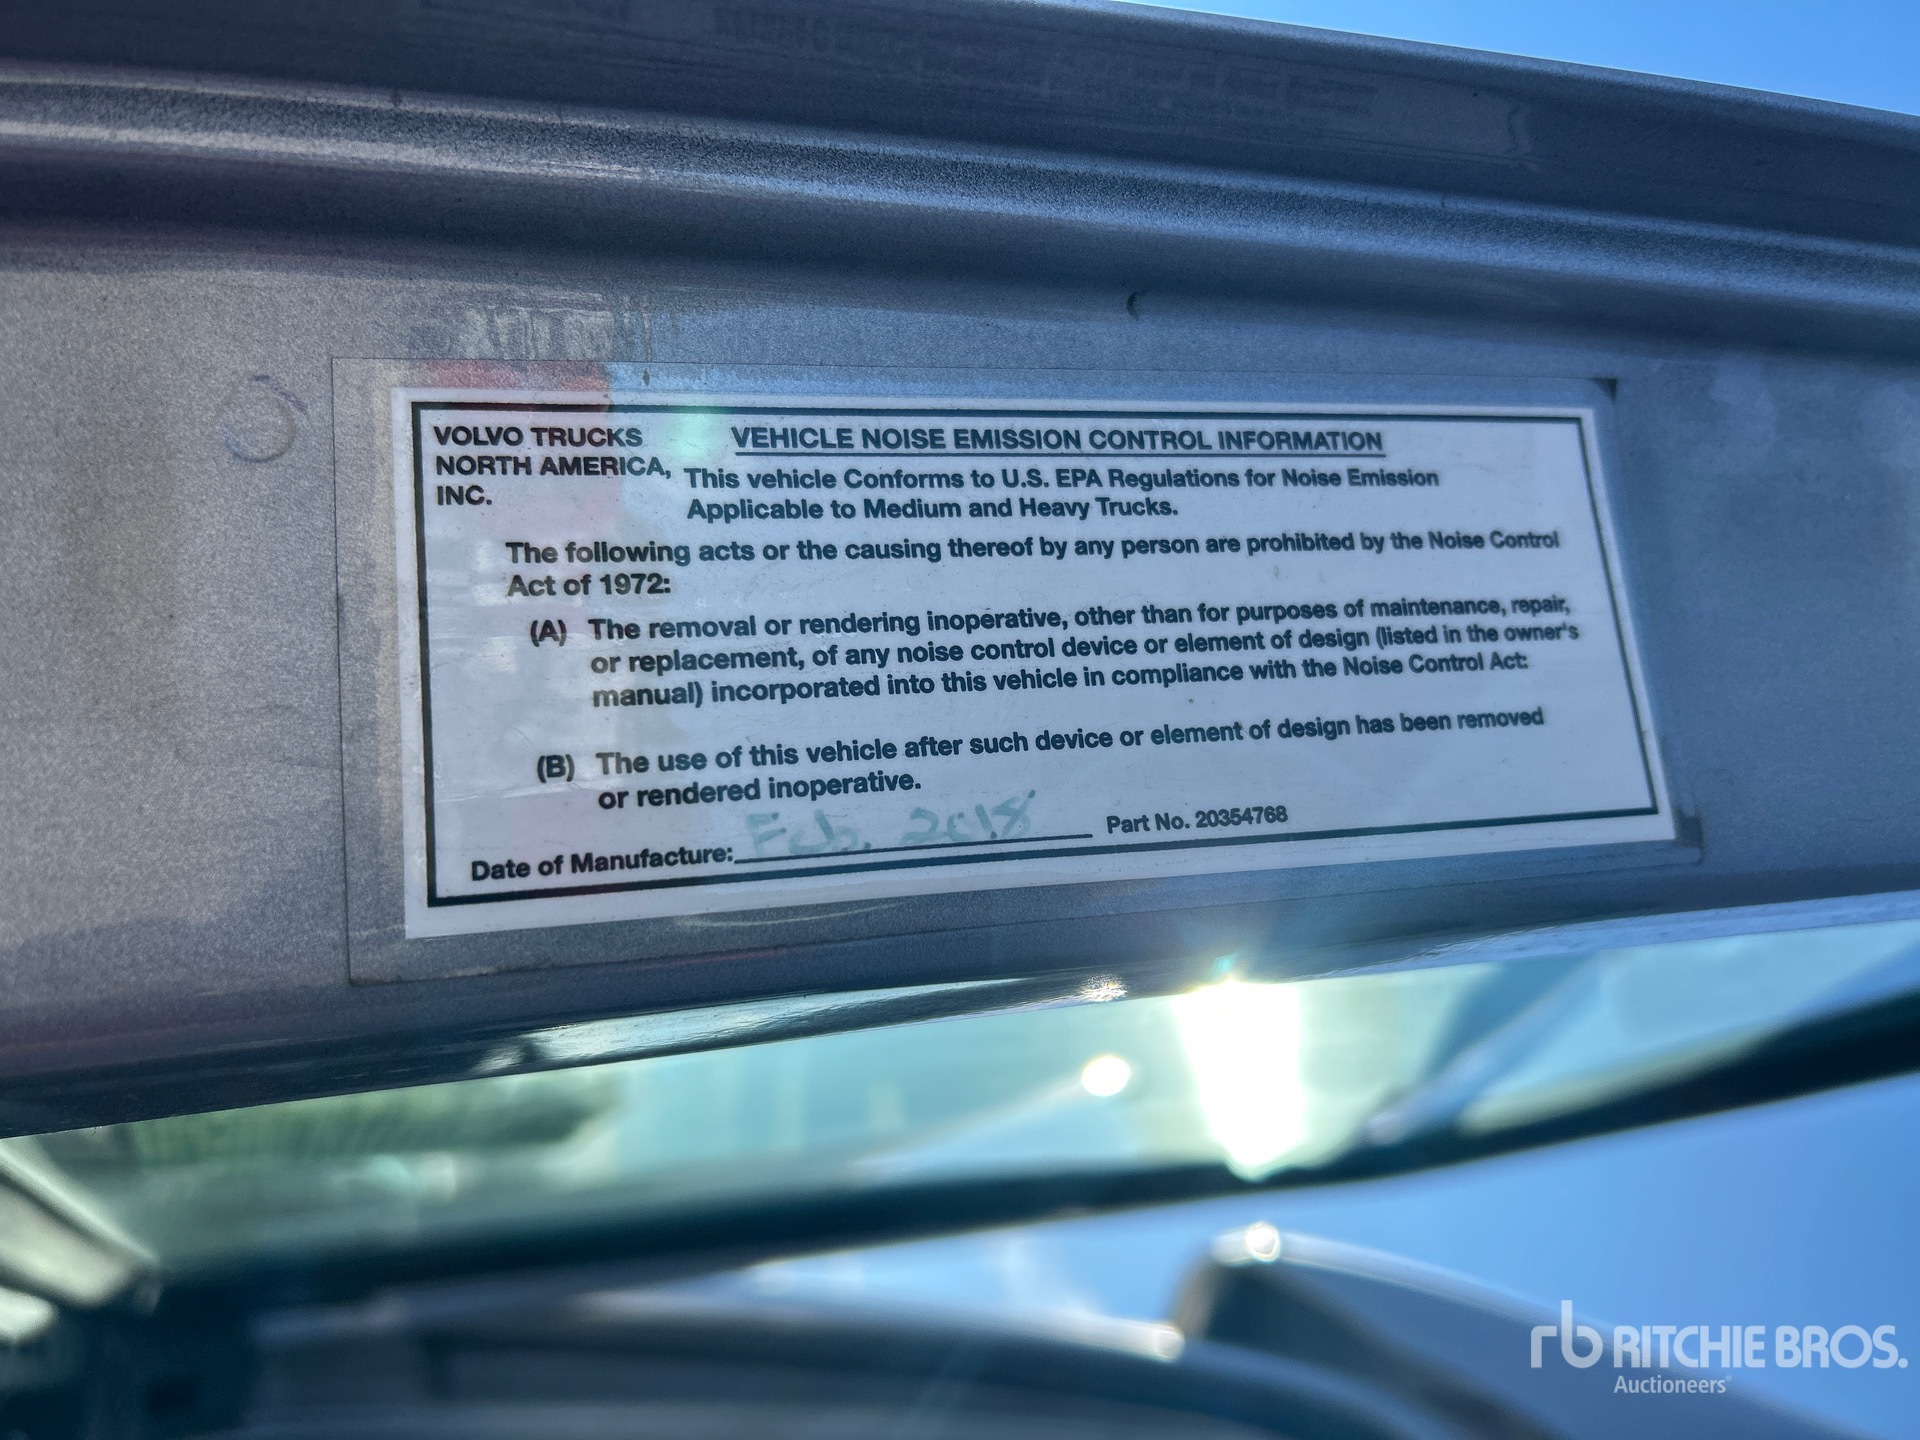 VOLVO TRUCKS
NORTH AMERICA,
INC.
VEHICLE NOISE EMISSION CONTROL INFORMATION
This vehicle Conforms to U.S. EPA Regulations for Noise Emission
Applicable to Medium and Heavy Trucks.
The following acts or the causing thereof by any person are prohibited by the Noise Control
Act of 1972:
(A) The removal or rendering inoperative, other than for purposes of maintenance, repair,
or replacement, of any noise control device or element of design (listed in the owner's
manual) incorporated into this vehicle in compliance with the Noise Control Act:
(B) The use of this vehicle after such device or element of design has been removed
or rendered inoperative.
Date of Manufacture: Feb. 2018 Part No. 20354768
rb RITCHIE BROS.
Auctioneers